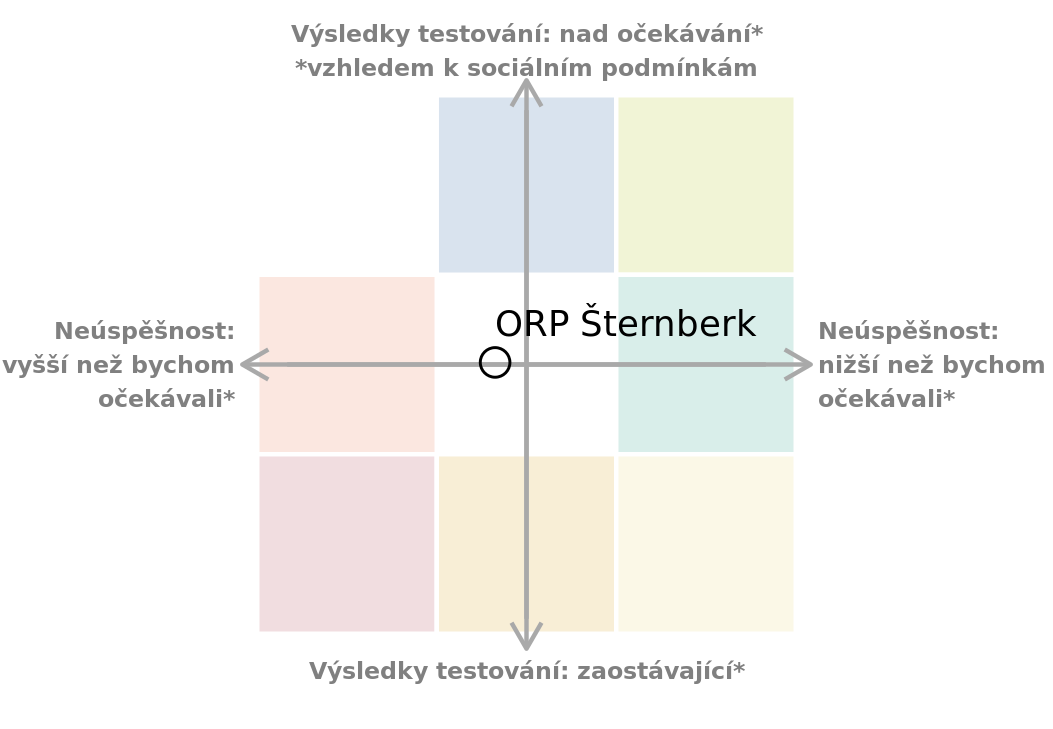 Výsledky testování: nad očekávání*
*vzhledem k sociálním podmínkám
ORP Šternberk
Neúspěšnost:
vyšší než bychom
očekávali*
Neúspěšnost:
nižší než bychom
očekávali*
Výsledky testování: zaostávající*